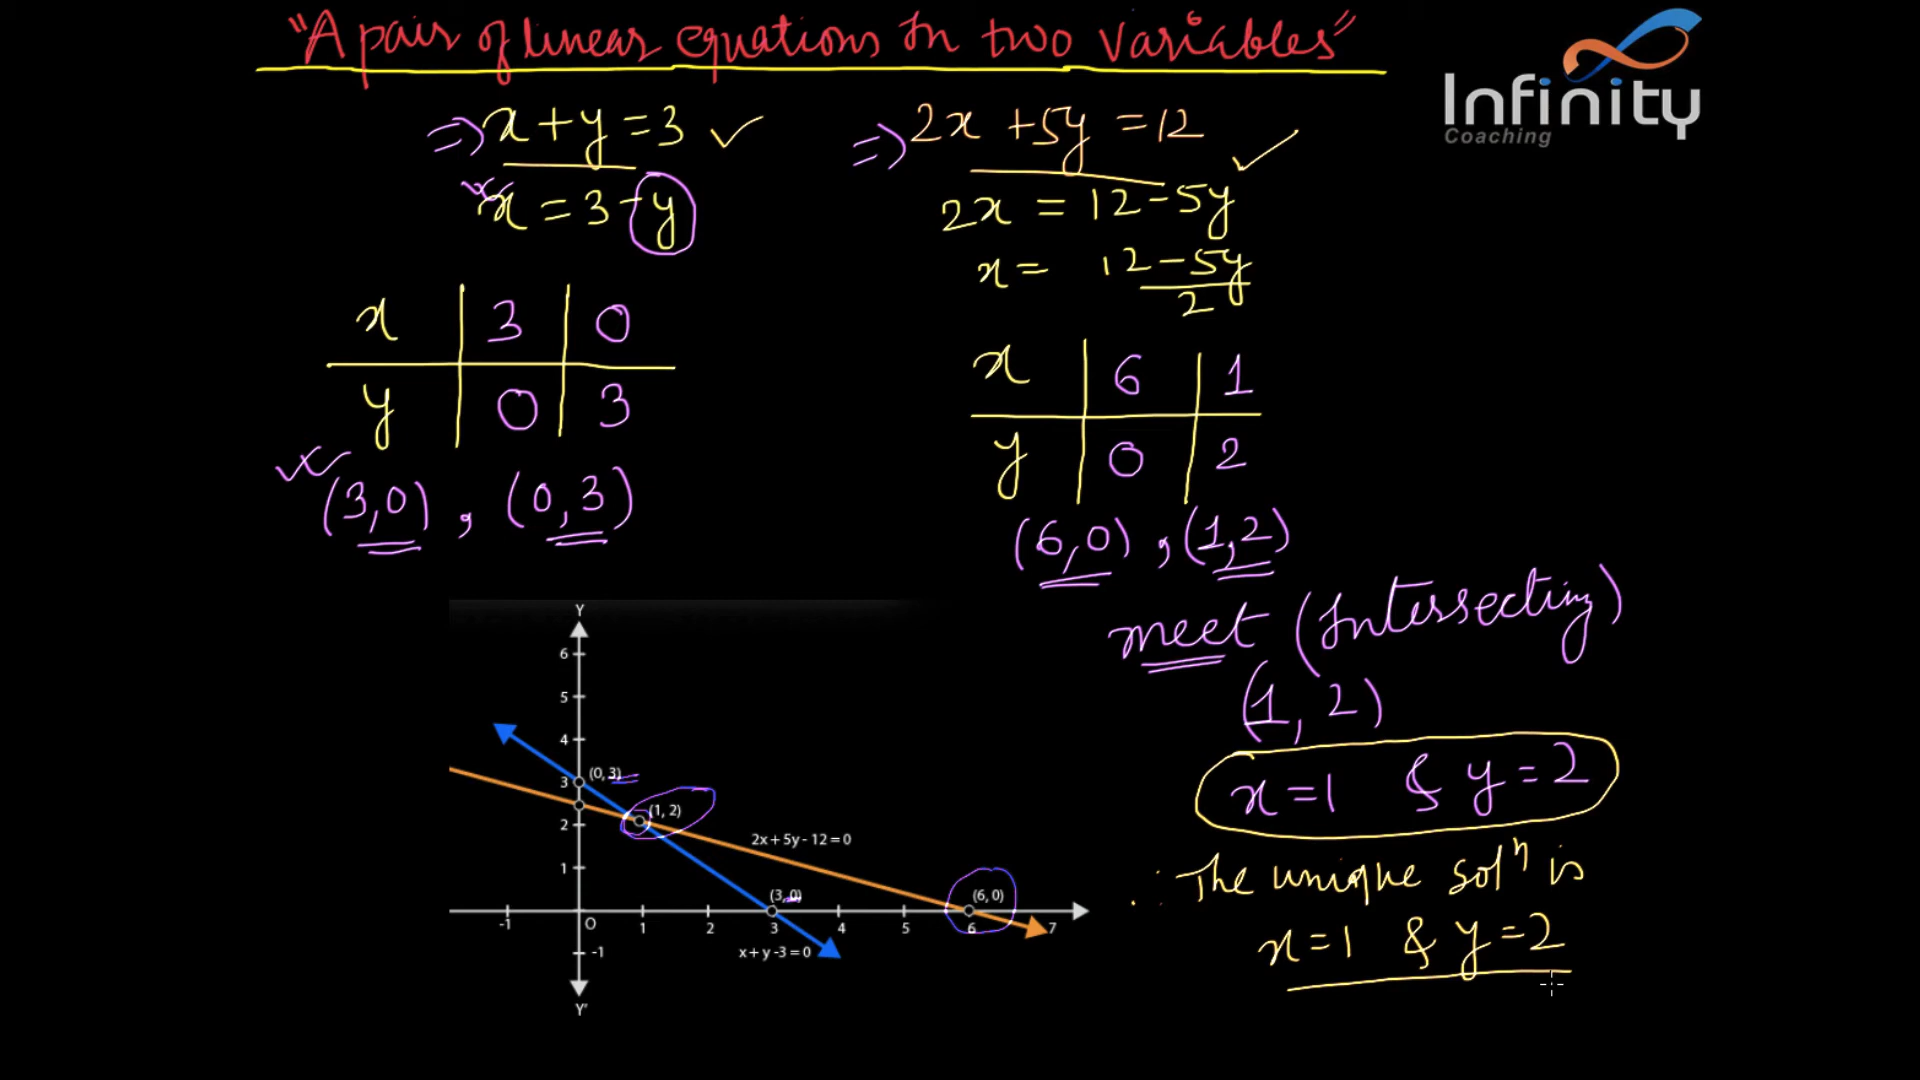 "A pair of linear equations in two variables"
Infinity
Coaching
=> x + y = 3 ✓
x = 3 - y
x | 3 | 0
y | 0 | 3
(3,0) , (0,3)
=> 2x + 5y = 12 ✓
2x = 12 - 5y
x = 12 - 5y
2
x | 6 | 1
y | 0 | 2
(6,0) , (1,2)
meet (Interssecting)
(1, 2)
x = 1 & y = 2
∴ The unique solⁿ is
x = 1 & y = 2
Y
6
5
4
3
(0, 3)
2
(1, 2)
2x + 5y - 12 = 0
1
(3, 0)
(6, 0)
-1 O 1 2 3 4 5 6 7
-1
x + y -3 = 0
Y'